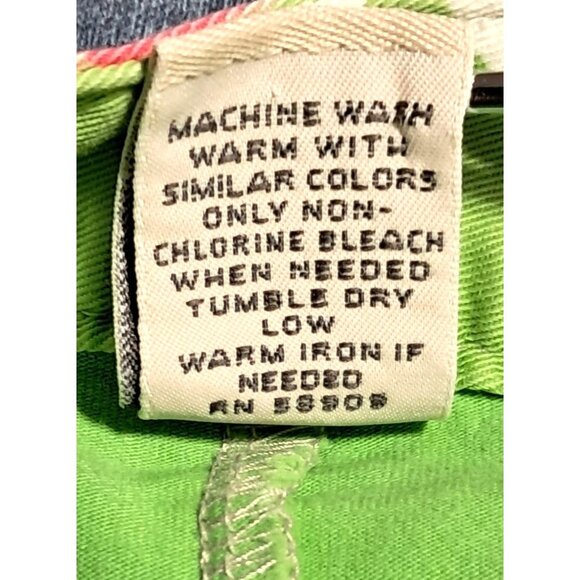 MACHINE WASH
WARM WITH
SIMILAR COLORS
ONLY NON-
CHLORINE BLEACH
WHEN NEEDED
TUMBLE DRY
LOW
WARM IRON IF
NEEDED
RN